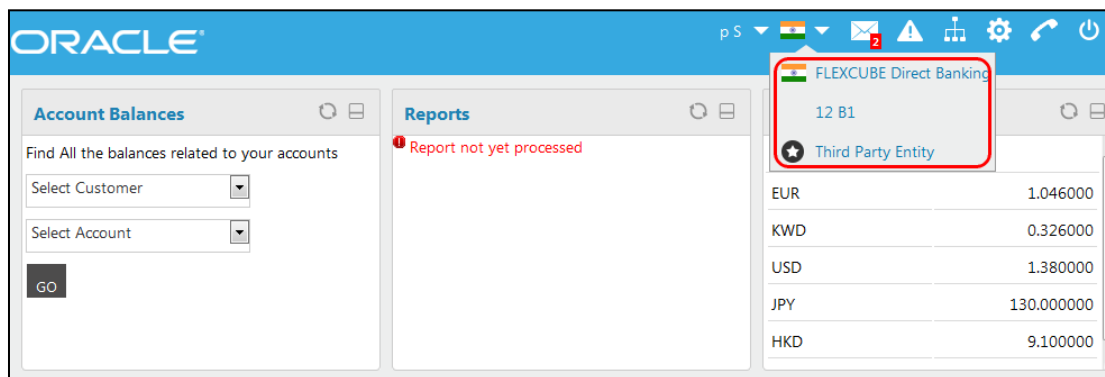 ORACLE®
p S
2
FLEXCUBE Direct Banking
12 B1
Third Party Entity
Account Balances
Find All the balances related to your accounts
Select Customer
Select Account
GO
Reports
Report not yet processed
EUR 1.046000
KWD 0.326000
USD 1.380000
JPY 130.000000
HKD 9.100000